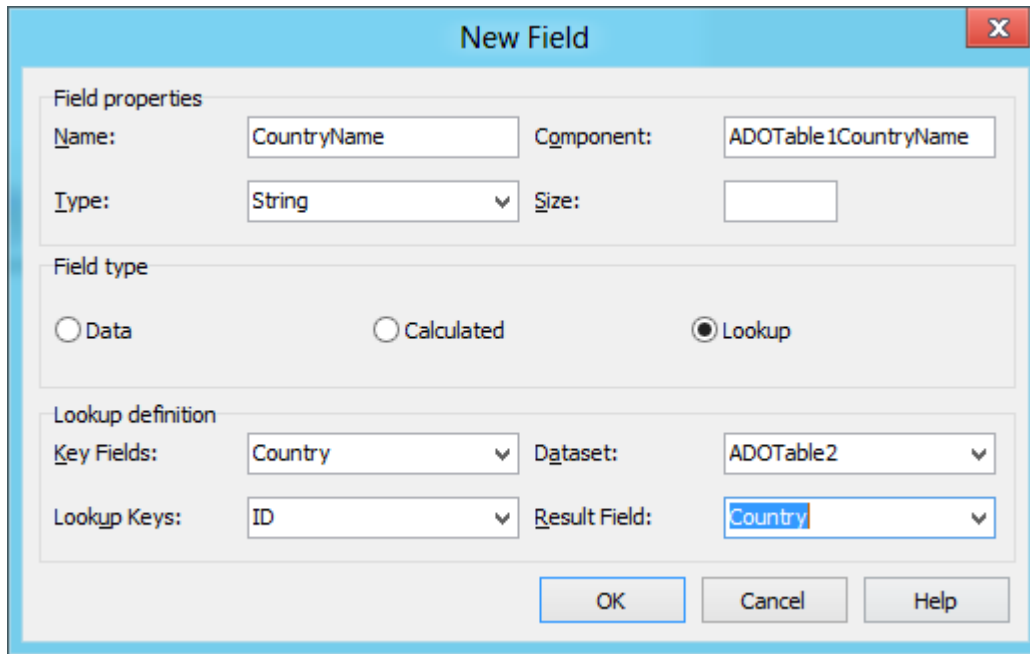 New Field
Field properties
Name: CountryName Component: ADOTable1CountryName
Type: String Size:
Field type
Data Calculated Lookup
Lookup definition
Key Fields: Country Dataset: ADOTable2
Lookup Keys: ID Result Field: Country
OK Cancel Help